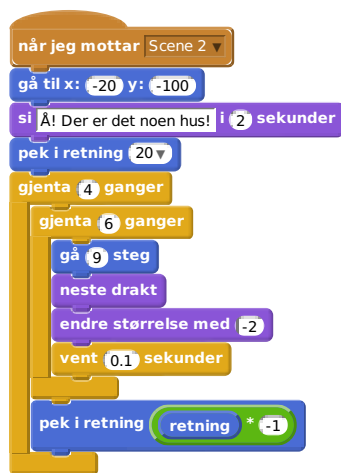 når jeg mottar Scene 2
gå til x: -20 y: -100
si Å! Der er det noen hus! i 2 sekunder
pek i retning 20
gjenta 4 ganger
gjenta 6 ganger
gå 9 steg
neste drakt
endre størrelse med -2
vent 0.1 sekunder
pek i retning retning * -1